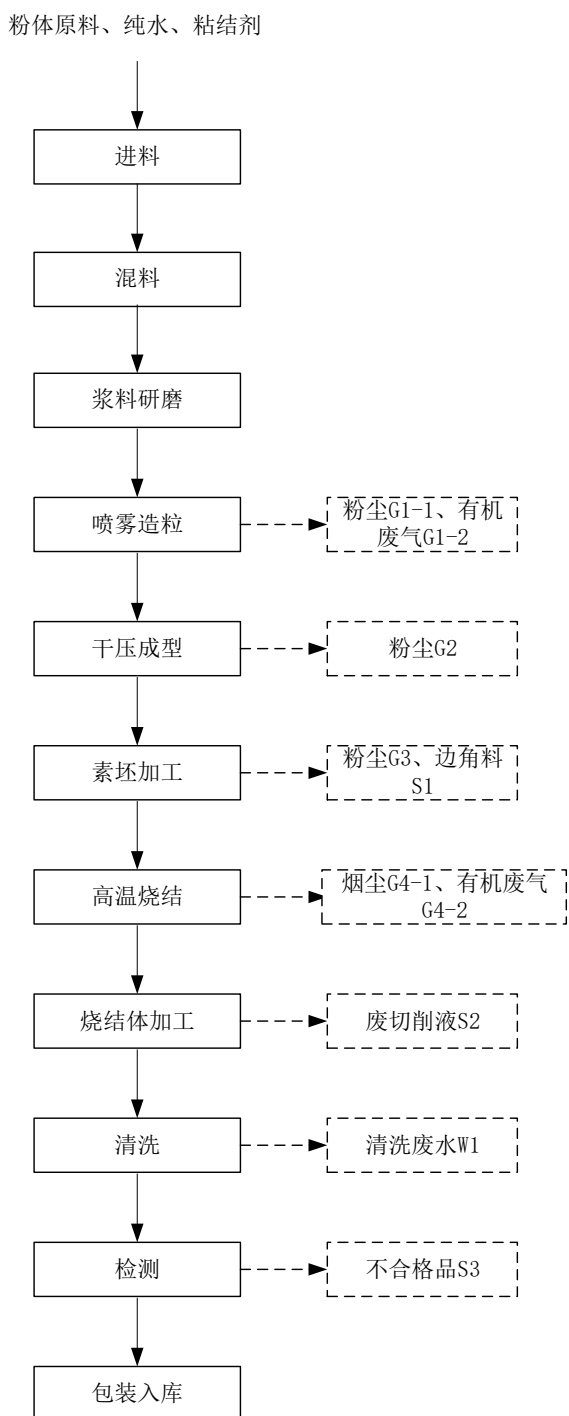 粉体原料、纯水、粘结剂
进料
混料
浆料研磨
喷雾造粒
粉尘G1-1、有机
废气G1-2
干压成型
粉尘G2
素坯加工
粉尘G3、边角料
S1
高温烧结
烟尘G4-1、有机废气
G4-2
烧结体加工
废切削液S2
清洗
清洗废水W1
检测
不合格品S3
包装入库